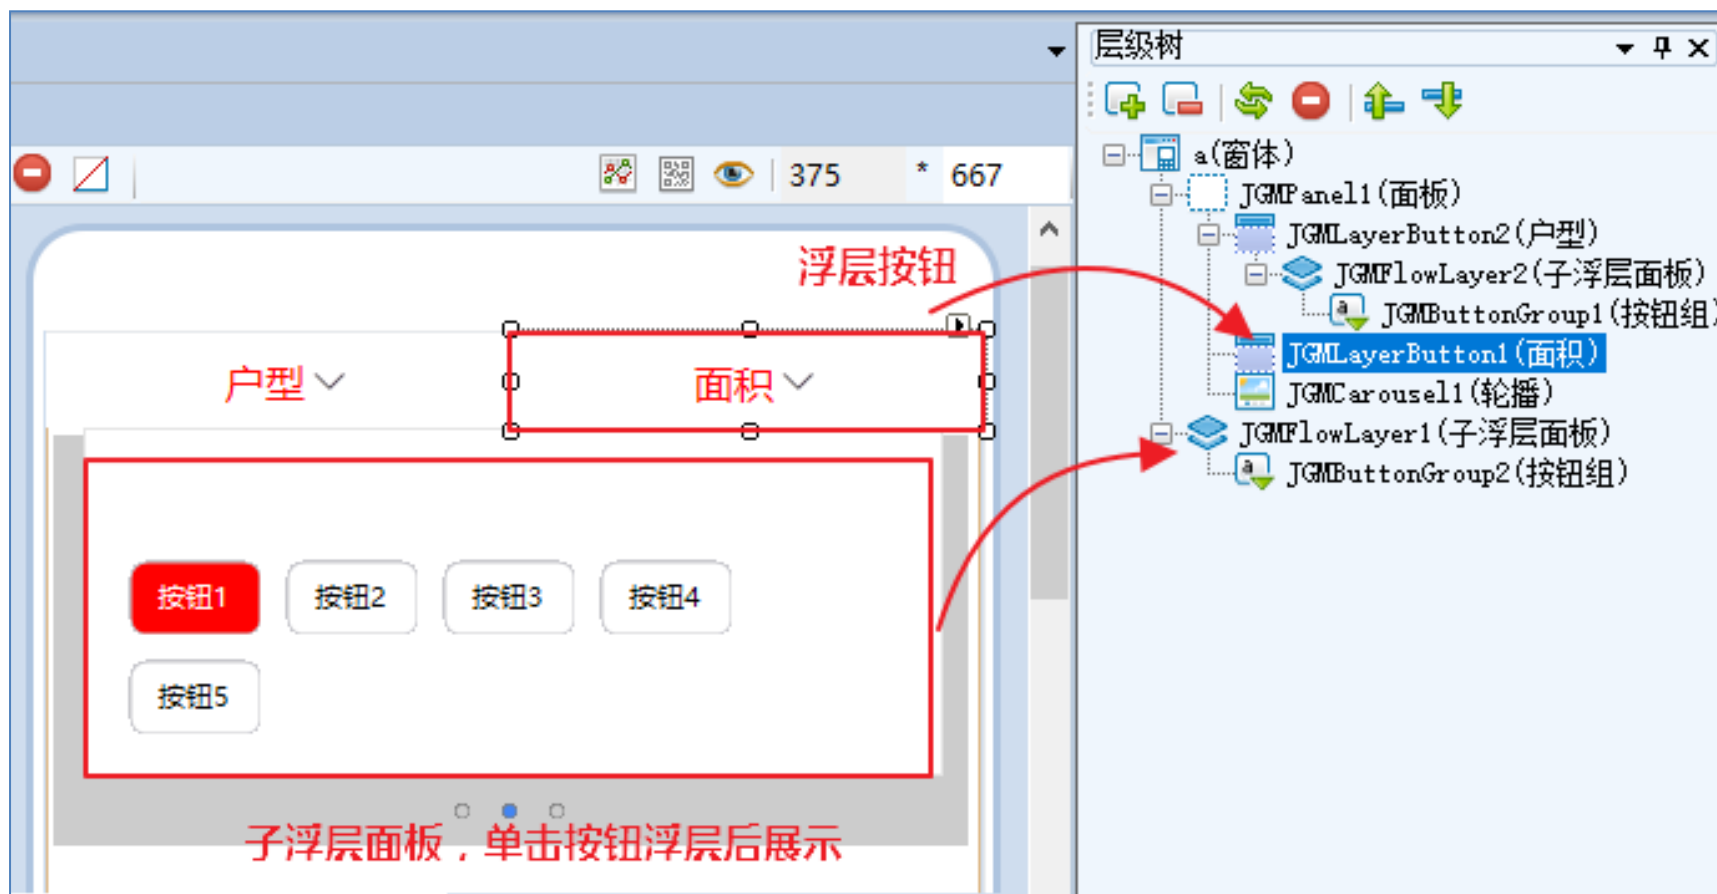 层级树
375 * 667
浮层按钮
户型
面积
按钮1
按钮2
按钮3
按钮4
按钮5
子浮层面板，单击按钮浮层后展示
a(窗体)
JGMPanel1(面板)
JGMLayerButton2(户型)
JGMFlowLayer2(子浮层面板)
JGMButtonGroup1(按钮组)
JGMLayerButton1(面积)
JGMCarousel1(轮播)
JGMFlowLayer1(子浮层面板)
JGMButtonGroup2(按钮组)